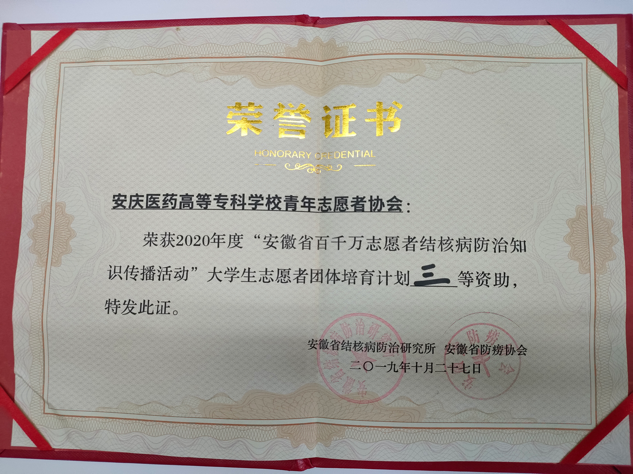 荣誉证书
HONORARY CREDENTIAL
安庆医药高等专科学校青年志愿者协会：
荣获2020年度“安徽省百千万志愿者结核病防治知
识传播活动”大学生志愿者团体培育计划三等资助，
特发此证。
安徽省结核病防治研究所 安徽省防痨协会
二〇一九年十月二十七日